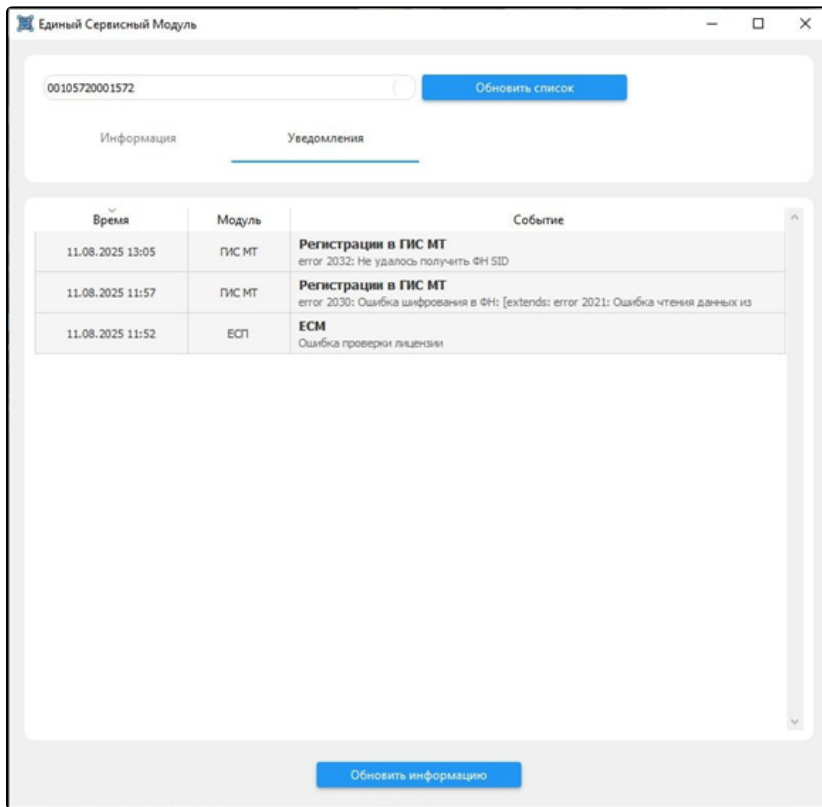 Единый Сервисный Модуль
00105720001572
Обновить список
Информация
Уведомления
Время
Модуль
Событие
11.08.2025 13:05
ГИС МТ
Регистрации в ГИС МТ
error 2032: Не удалось получить ФН SID
11.08.2025 11:57
ГИС МТ
Регистрации в ГИС МТ
error 2030: Ошибка шифрования в ФН: [extends: error 2021: Ошибка чтения данных из
11.08.2025 11:52
ЕСП
ЕСМ
Ошибка проверки лицензии
Обновить информацию